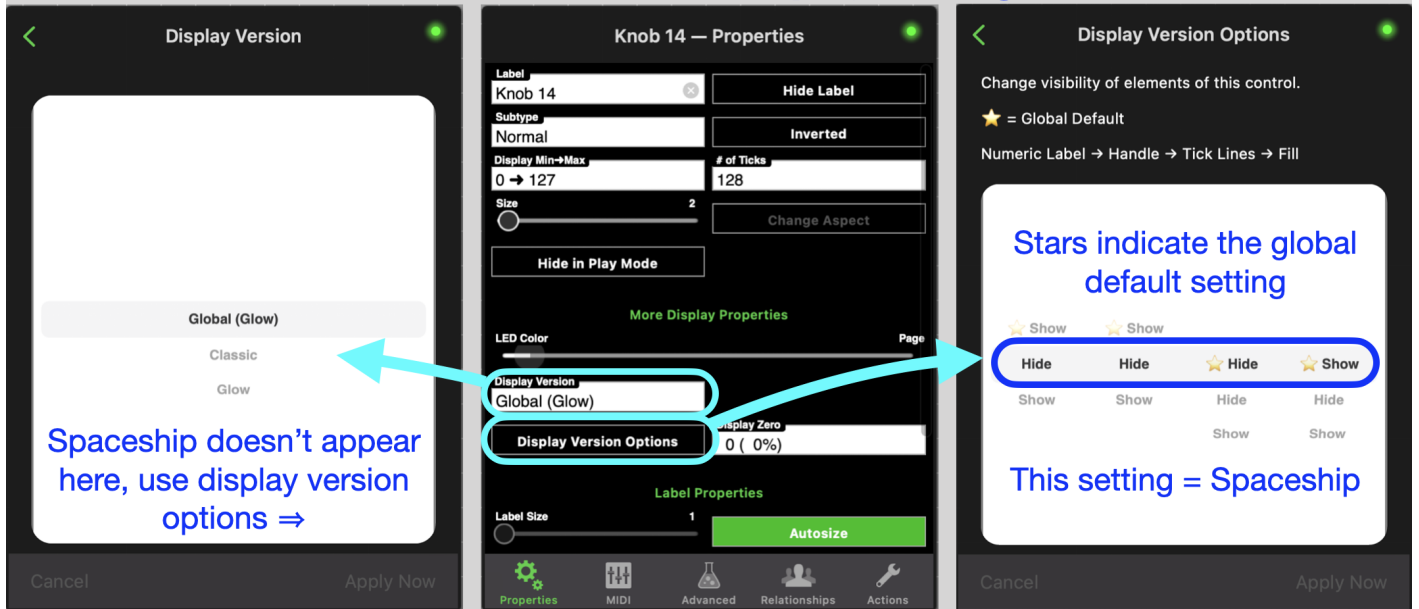 Display Version
Global (Glow)
Classic
Glow
Spaceship doesn't appear
here, use display version
options ⇒
Cancel
Apply Now
Knob 14 — Properties
Label
Knob 14
Hide Label
Subtype
Normal
Inverted
Display Min➜Max
0 ➜ 127
# of Ticks
128
Size
2
Change Aspect
Hide in Play Mode
More Display Properties
LED Color
Page
Display Version
Global (Glow)
Display Version Options
Display Zero
0 ( 0%)
Label Properties
Label Size
1
Autosize
Properties
MIDI
Advanced
Relationships
Actions
Display Version Options
Change visibility of elements of this control.
⭐ = Global Default
Numeric Label → Handle → Tick Lines → Fill
Stars indicate the global
default setting
⭐ Show ⭐ Show
Hide Hide ⭐ Hide ⭐ Show
Show Show Hide Hide
Show Show
This setting = Spaceship
Cancel
Apply Now